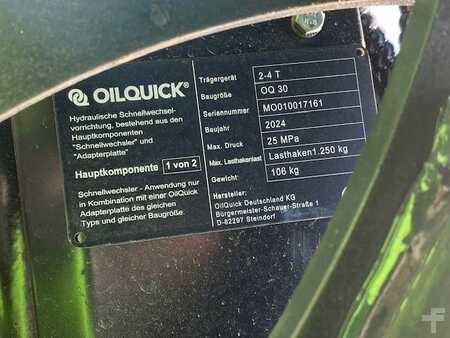 OILQUICK®
Hydraulische Schnellwechsel-
vorrichtung, bestehend aus den
Hauptkomponenten
"Schnellwechsler" und
"Adapterplatte"
Hauptkomponente 1 von 2
Schnellwechsler - Anwendung nur
in Kombination mit einer OilQuick
Adapterplatte des gleichen
Typs und gleicher Baugröße.
Trägergerät 2-4 T
Baugröße OQ 30
Seriennummer MO010017161
Baujahr 2024
Max. Druck 25 MPa
Max. Lasthakenlast Lasthaken1.250 kg
Gewicht 106 kg
Hersteller:
OilQuick Deutschland KG
Bürgermeister-Schauer-Straße 1
D-82297 Steindorf